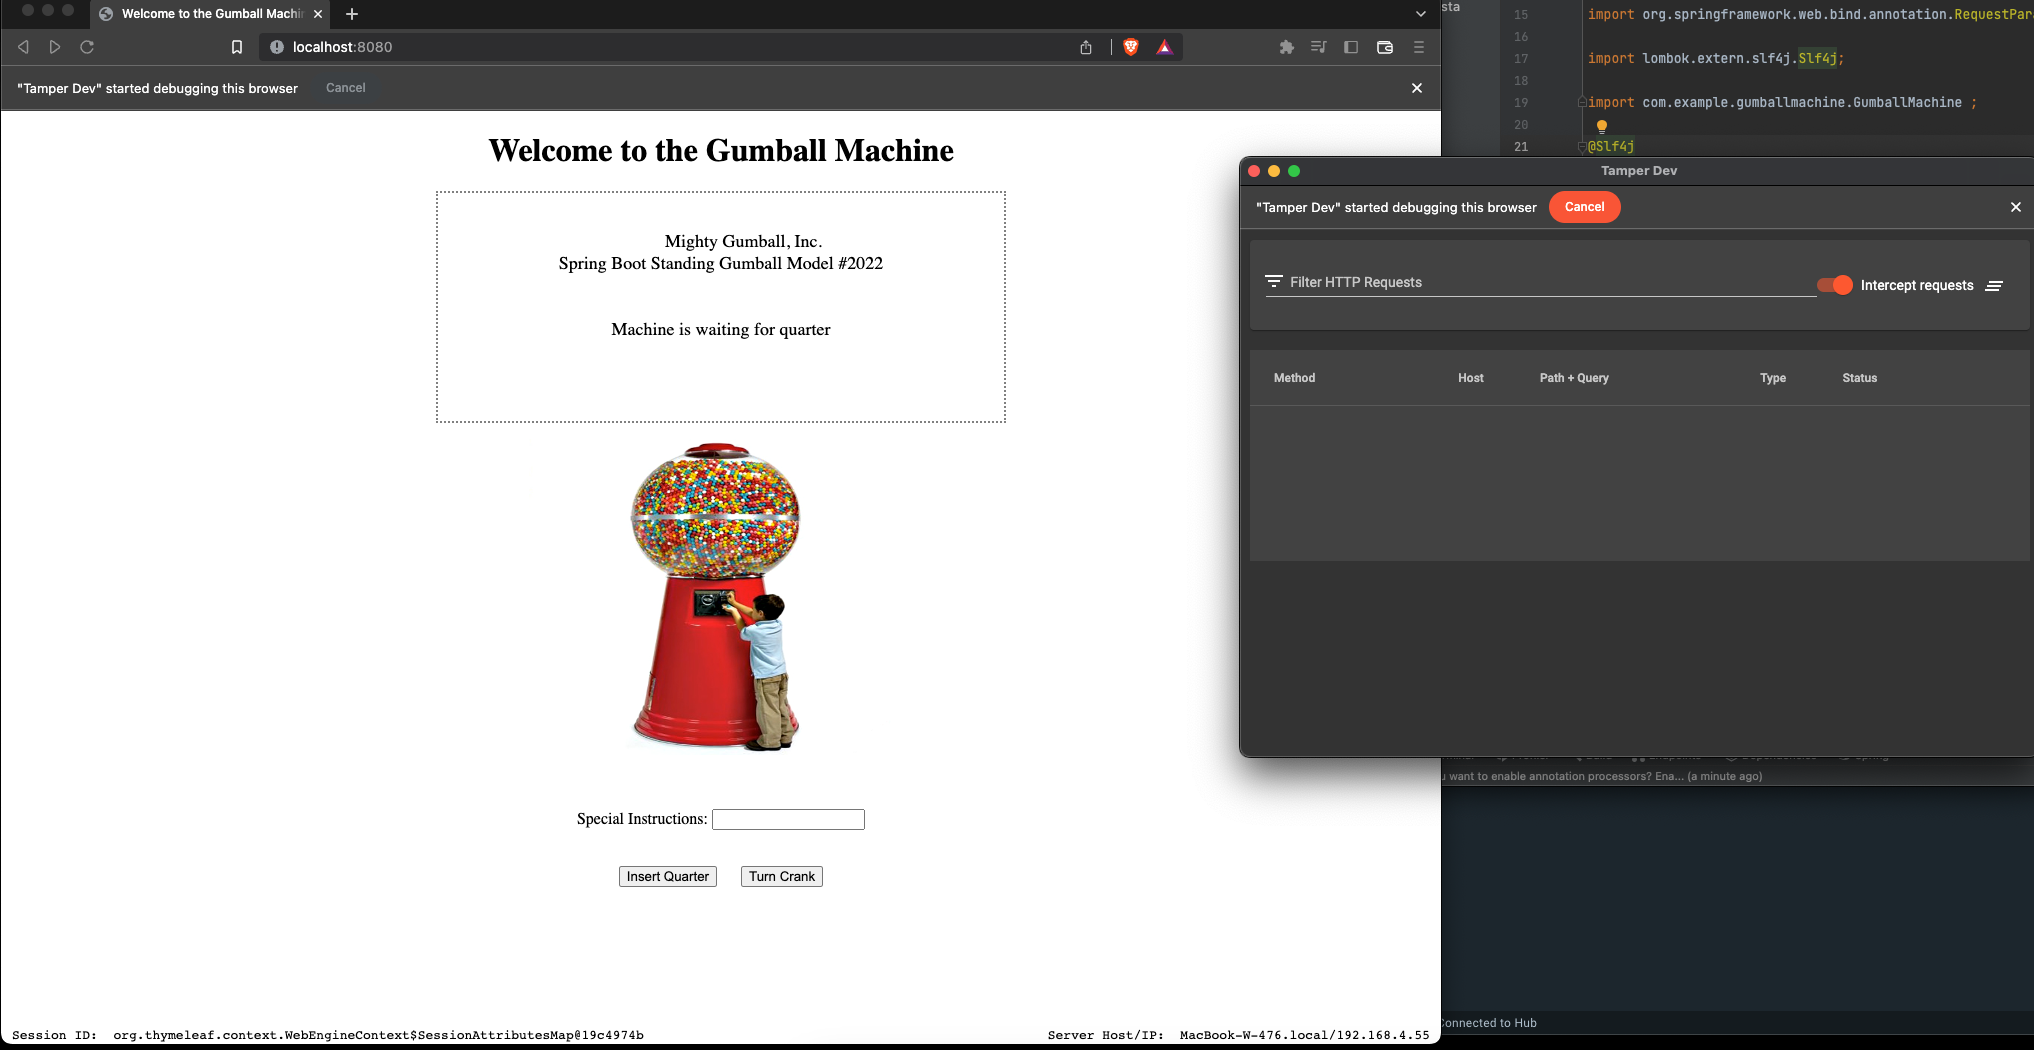 Welcome to the Gumball Machin
localhost:8080
"Tamper Dev" started debugging this browser Cancel
Welcome to the Gumball Machine
Mighty Gumball, Inc.
Spring Boot Standing Gumball Model #2022
Machine is waiting for quarter
Special Instructions:
Insert Quarter Turn Crank
Session ID: org.thymeleaf.context.WebEngineContext$SessionAttributesMap@19c4974b
Server Host/IP: MacBook-W-476.local/192.168.4.55
sta
15 import org.springframework.web.bind.annotation.RequestPar
16
17 import lombok.extern.slf4j.Slf4j;
18
19 import com.example.gumballmachine.GumballMachine ;
20
21 @Slf4j
Tamper Dev
"Tamper Dev" started debugging this browser Cancel
Filter HTTP Requests
Intercept requests
Method Host Path + Query Type Status
u want to enable annotation processors? Ena... (a minute ago)
Connected to Hub